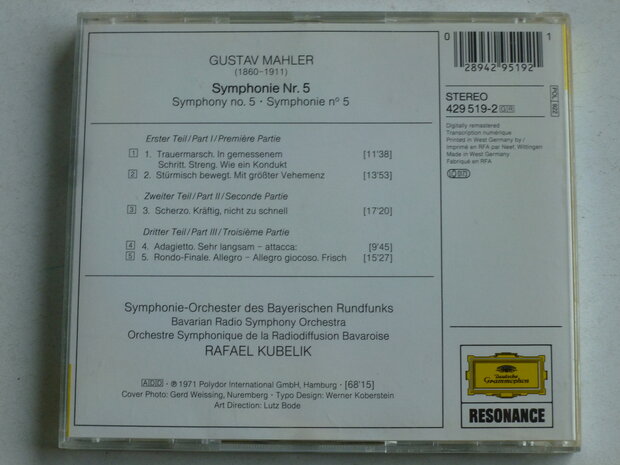 GUSTAV MAHLER
(1860–1911)
Symphonie Nr. 5
Symphony no. 5 · Symphonie n° 5
Erster Teil/Part I/Première Partie
1 1. Trauermarsch. In gemessenem [11'38]
Schritt. Streng. Wie ein Kondukt
2 2. Stürmisch bewegt. Mit größter Vehemenz [13'53]
Zweiter Teil/Part II/Seconde Partie
3 3. Scherzo. Kräftig, nicht zu schnell [17'20]
Dritter Teil/Part III/Troisième Partie
4 4. Adagietto. Sehr langsam – attacca: [9'45]
5 5. Rondo-Finale. Allegro – Allegro giocoso. Frisch [15'27]
Symphonie-Orchester des Bayerischen Rundfunks
Bavarian Radio Symphony Orchestra
Orchestre Symphonique de la Radiodiffusion Bavaroise
RAFAEL KUBELIK
ADD · ℗ 1971 Polydor International GmbH, Hamburg · [68'15]
Cover Photo: Gerd Weissing, Nuremberg · Typo Design: Werner Koberstein
Art Direction: Lutz Bode
0 1
28942 95192
STEREO
429 519-2 GR
POL 922
Digitally remastered
Transcription numérique
Printed in West Germany by/
Imprimé en RFA par Neef, Wittingen
Made in West Germany
Fabriqué en RFA
Deutsche
Grammophon
RESONANCE